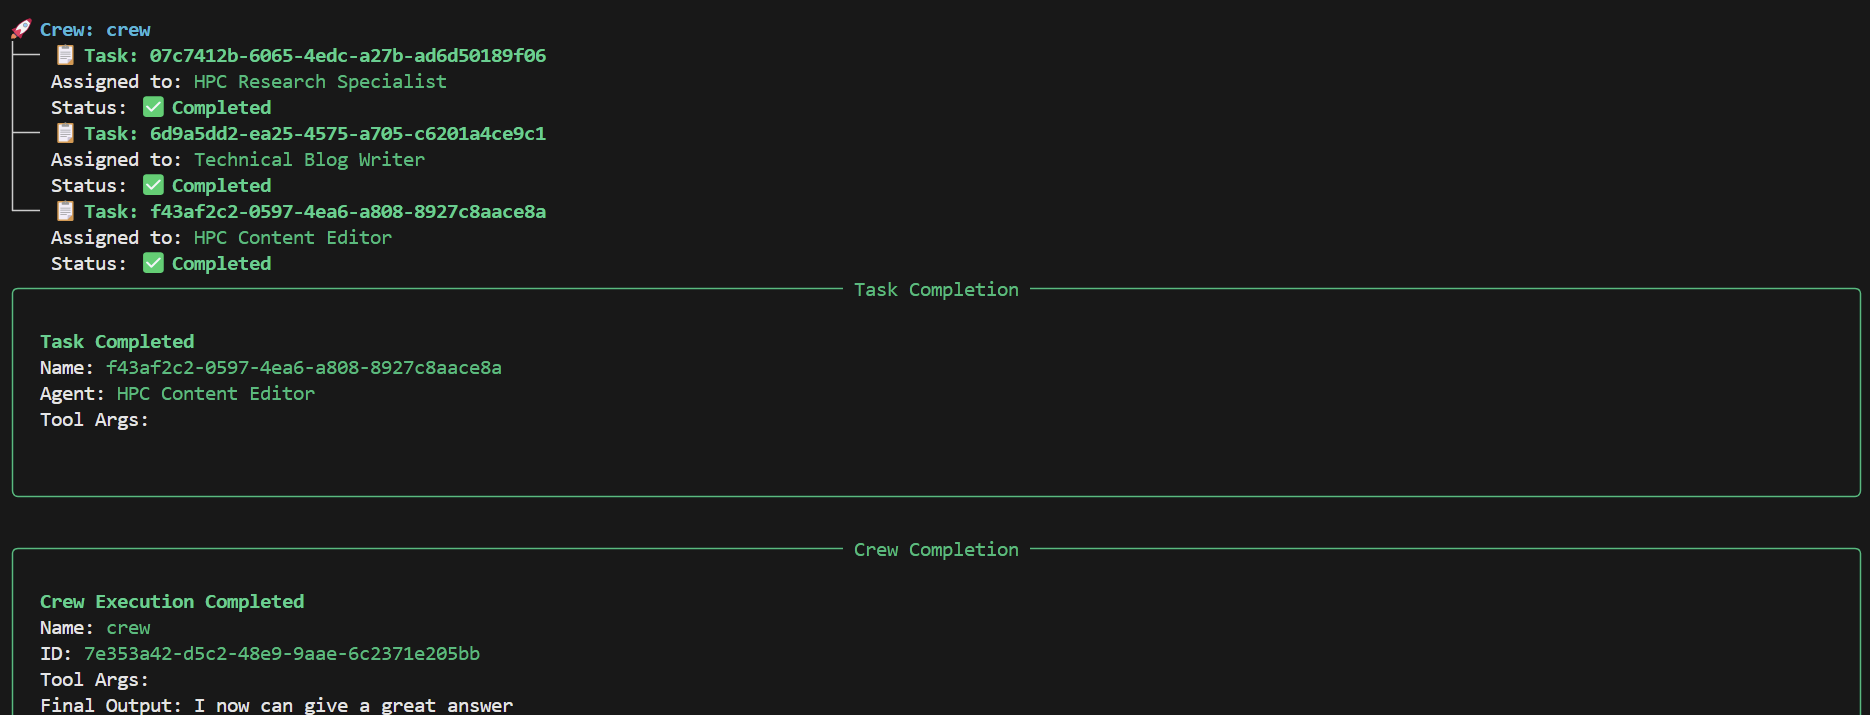 🚀 Crew: crew
📋 Task: 07c7412b-6065-4edc-a27b-ad6d50189f06
Assigned to: HPC Research Specialist
Status: ✅ Completed
📋 Task: 6d9a5dd2-ea25-4575-a705-c6201a4ce9c1
Assigned to: Technical Blog Writer
Status: ✅ Completed
📋 Task: f43af2c2-0597-4ea6-a808-8927c8aace8a
Assigned to: HPC Content Editor
Status: ✅ Completed
Task Completion
Task Completed
Name: f43af2c2-0597-4ea6-a808-8927c8aace8a
Agent: HPC Content Editor
Tool Args:
Crew Completion
Crew Execution Completed
Name: crew
ID: 7e353a42-d5c2-48e9-9aae-6c2371e205bb
Tool Args:
Final Output: I now can give a great answer